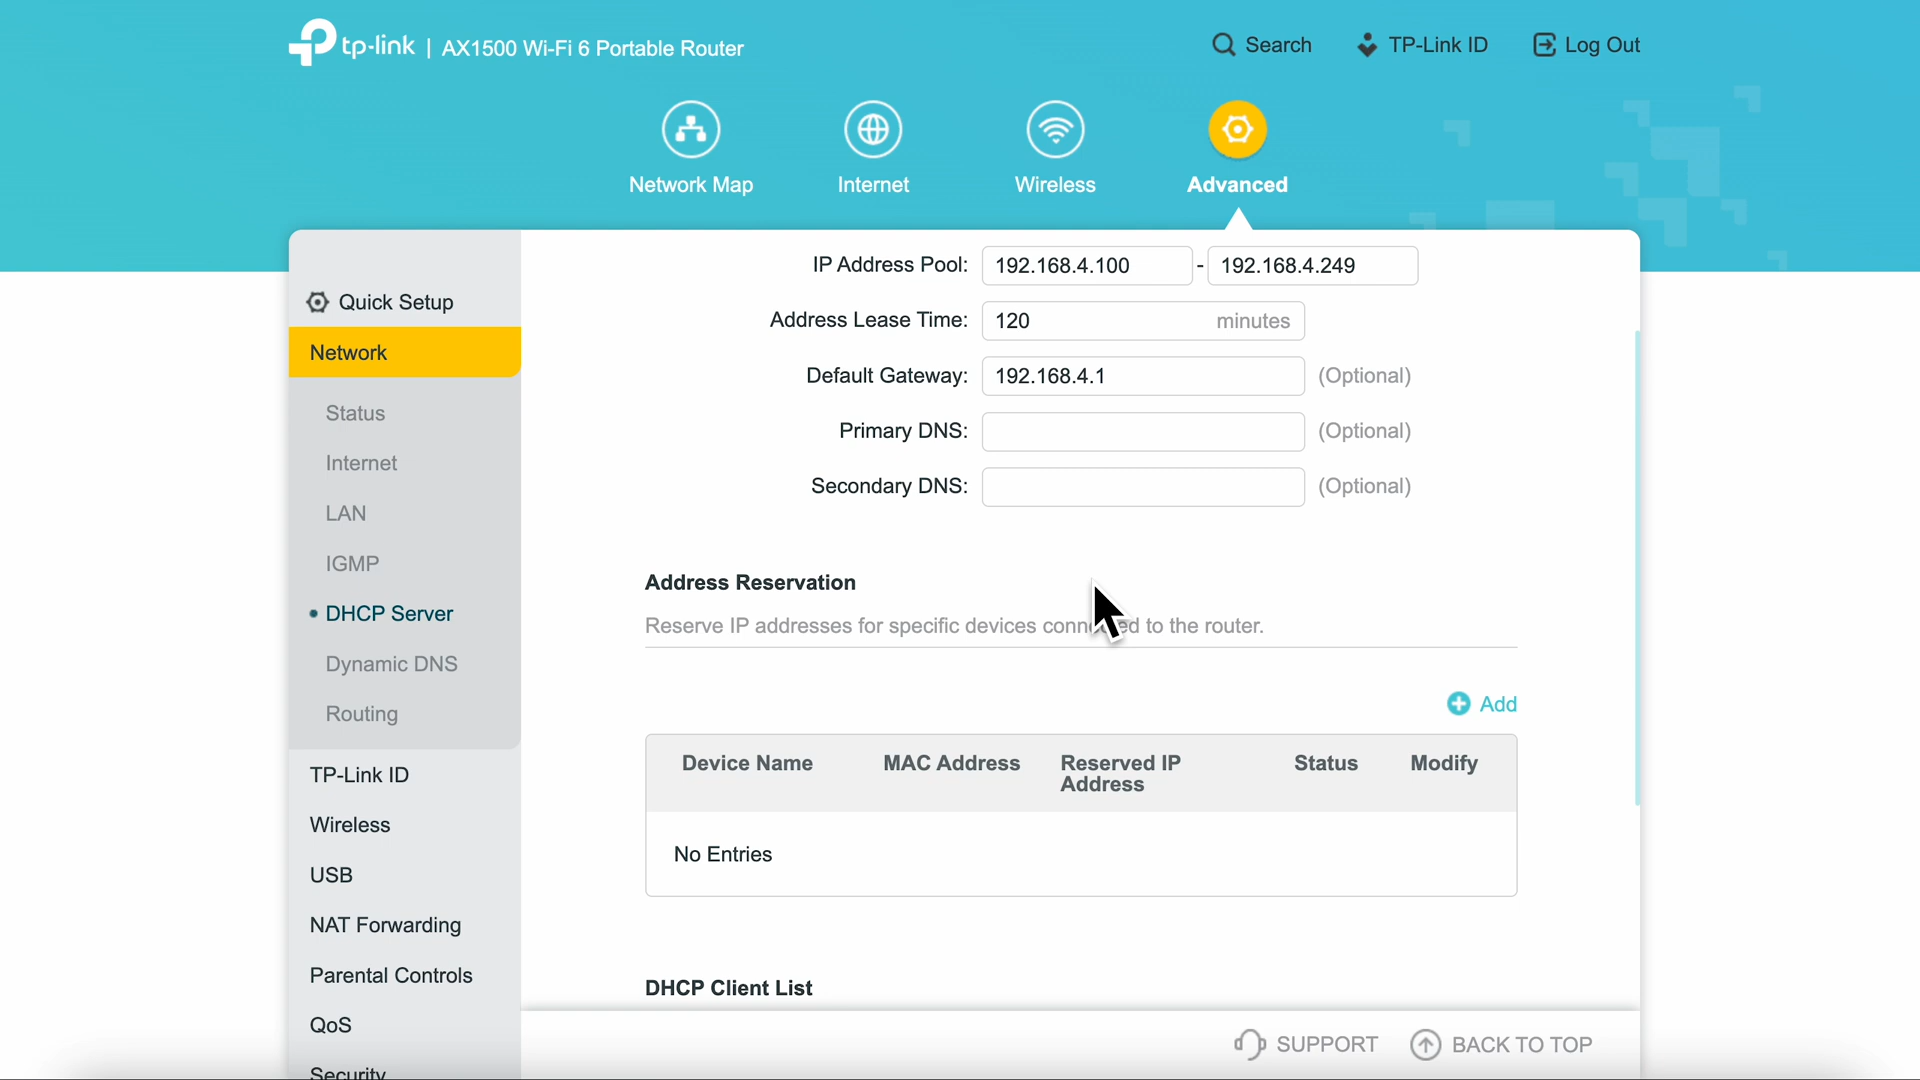 tp-link | AX1500 Wi-Fi 6 Portable Router
Search
TP-Link ID
Log Out
Network Map
Internet
Wireless
Advanced
Quick Setup
Network
Status
Internet
LAN
IGMP
DHCP Server
Dynamic DNS
Routing
TP-Link ID
Wireless
USB
NAT Forwarding
Parental Controls
QoS
Security
IP Address Pool: 192.168.4.100 - 192.168.4.249
Address Lease Time: 120 minutes
Default Gateway: 192.168.4.1 (Optional)
Primary DNS: (Optional)
Secondary DNS: (Optional)
Address Reservation
Reserve IP addresses for specific devices connected to the router.
Add
Device Name MAC Address Reserved IP Address Status Modify
No Entries
DHCP Client List
SUPPORT
BACK TO TOP